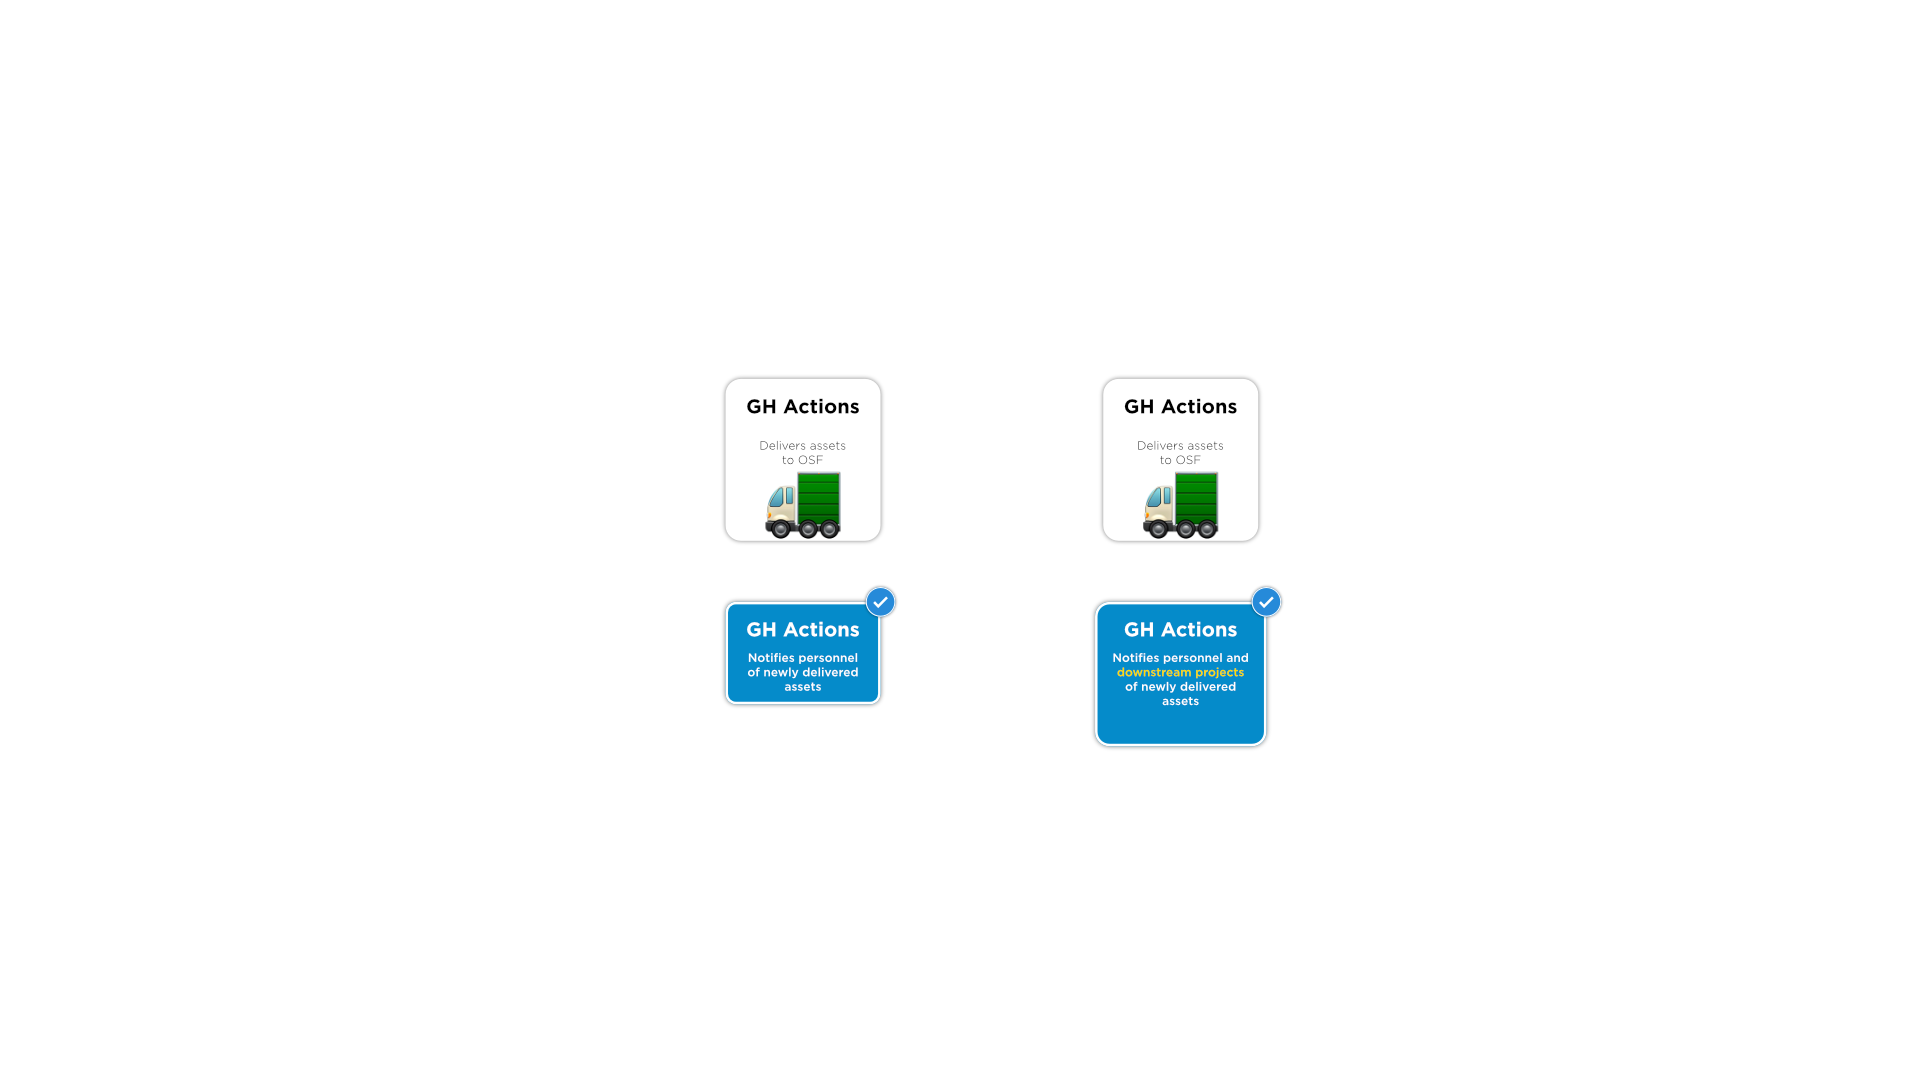 GH Actions
Delivers assets
to OSF
GH Actions
Delivers assets
to OSF
GH Actions
Notifies personnel
of newly delivered
assets
GH Actions
Notifies personnel and
downstream projects
of newly delivered
assets